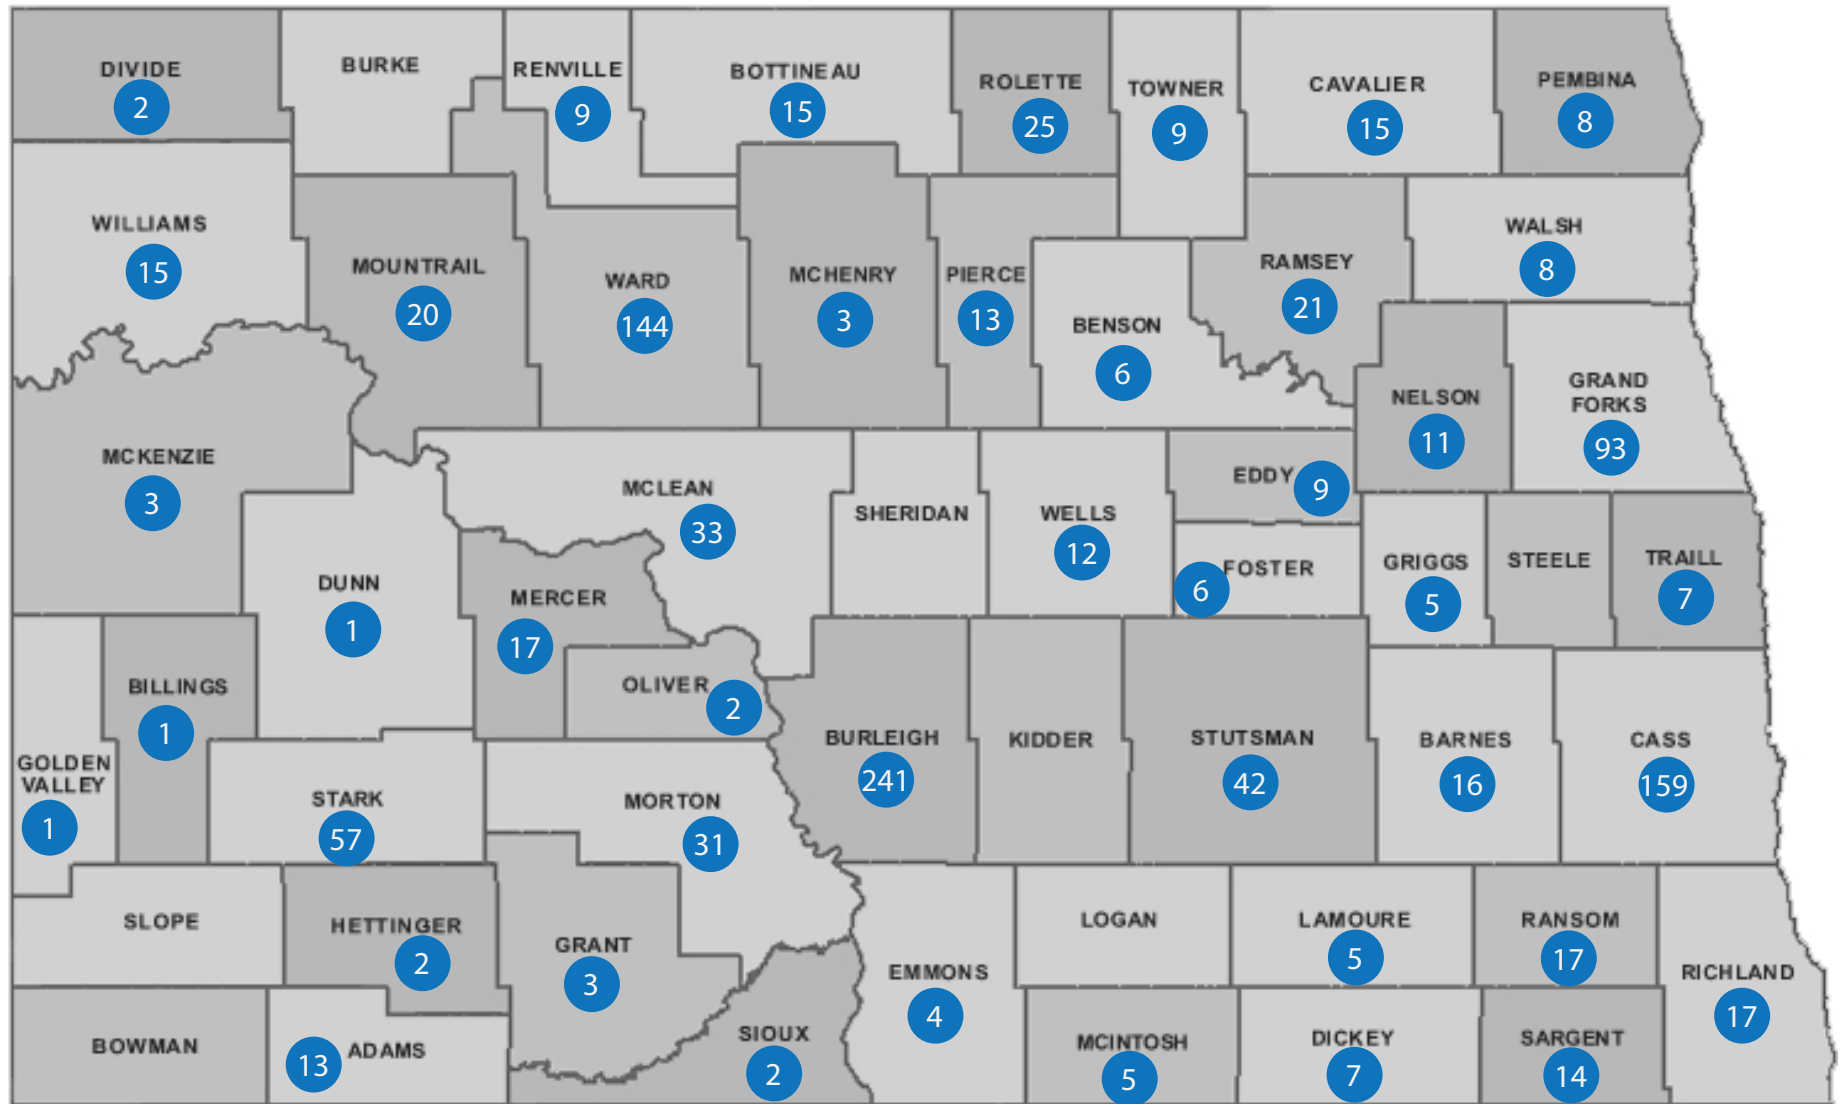 DIVIDE
2
BURKE
RENVILLE
9
BOTTINEAU
15
ROLETTE
25
TOWNER
9
CAVALIER
15
PEMBINA
8
WILLIAMS
15
MOUNTRAIL
20
WARD
144
MCHENRY
3
PIERCE
13
BENSON
6
RAMSEY
21
WALSH
8
MCKENZIE
3
NELSON
11
GRAND
FORKS
93
DUNN
1
MCLEAN
33
MERCER
17
OLIVER
2
SHERIDAN
WELLS
12
EDDY 9
FOSTER
6
GRIGGS
5
STEELE
TRAILL
7
GOLDEN
VALLEY
1
BILLINGS
1
STARK
57
MORTON
31
BURLEIGH
241
KIDDER
STUTSMAN
42
BARNES
16
CASS
159
SLOPE
HETTINGER
2
GRANT
3
EMMONS
4
LOGAN
LAMOURE
5
RANSOM
17
RICHLAND
17
BOWMAN
13 ADAMS
SIOUX
2
MCINTOSH
5
DICKEY
7
SARGENT
14